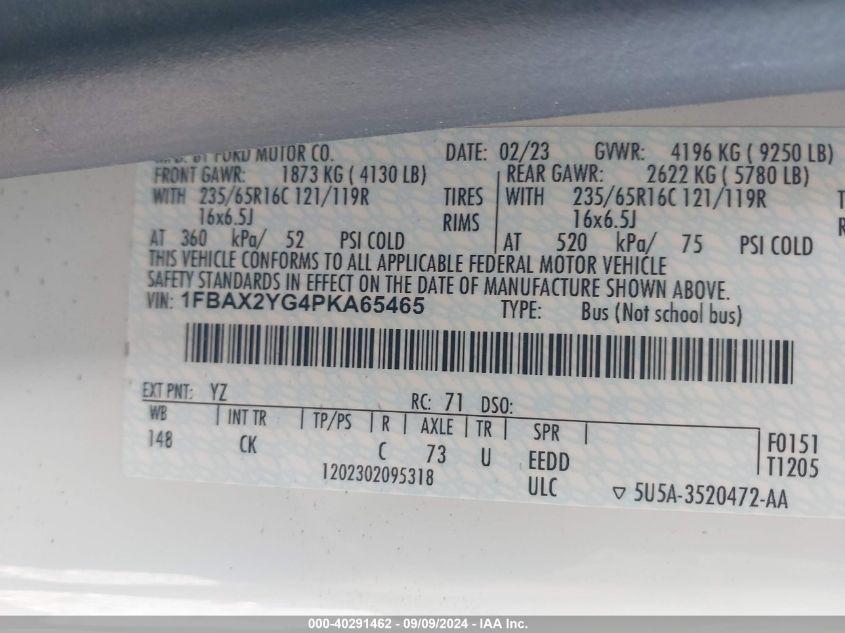 MFD. BY FORD MOTOR CO. DATE: 02/23 GVWR: 4196 KG ( 9250 LB)
FRONT GAWR: 1873 KG ( 4130 LB) REAR GAWR: 2622 KG ( 5780 LB)
WITH 235/65R16C 121/119R TIRES WITH 235/65R16C 121/119R
16x6.5J RIMS 16x6.5J
AT 360 kPa/ 52 PSI COLD AT 520 kPa/ 75 PSI COLD
THIS VEHICLE CONFORMS TO ALL APPLICABLE FEDERAL MOTOR VEHICLE
SAFETY STANDARDS IN EFFECT ON THE DATE OF MANUFACTURE SHOWN ABOVE.
VIN: 1FBAX2YG4PKA65465 TYPE: Bus (Not school bus)
EXT PNT: YZ RC: 71 DSO:
WB INT TR TP/PS R AXLE TR SPR
148 CK C 73 U EEDD F0151
1202302095318 ULC T1205
5U5A-3520472-AA
000-40291462 - 09/09/2024 - IAA Inc.